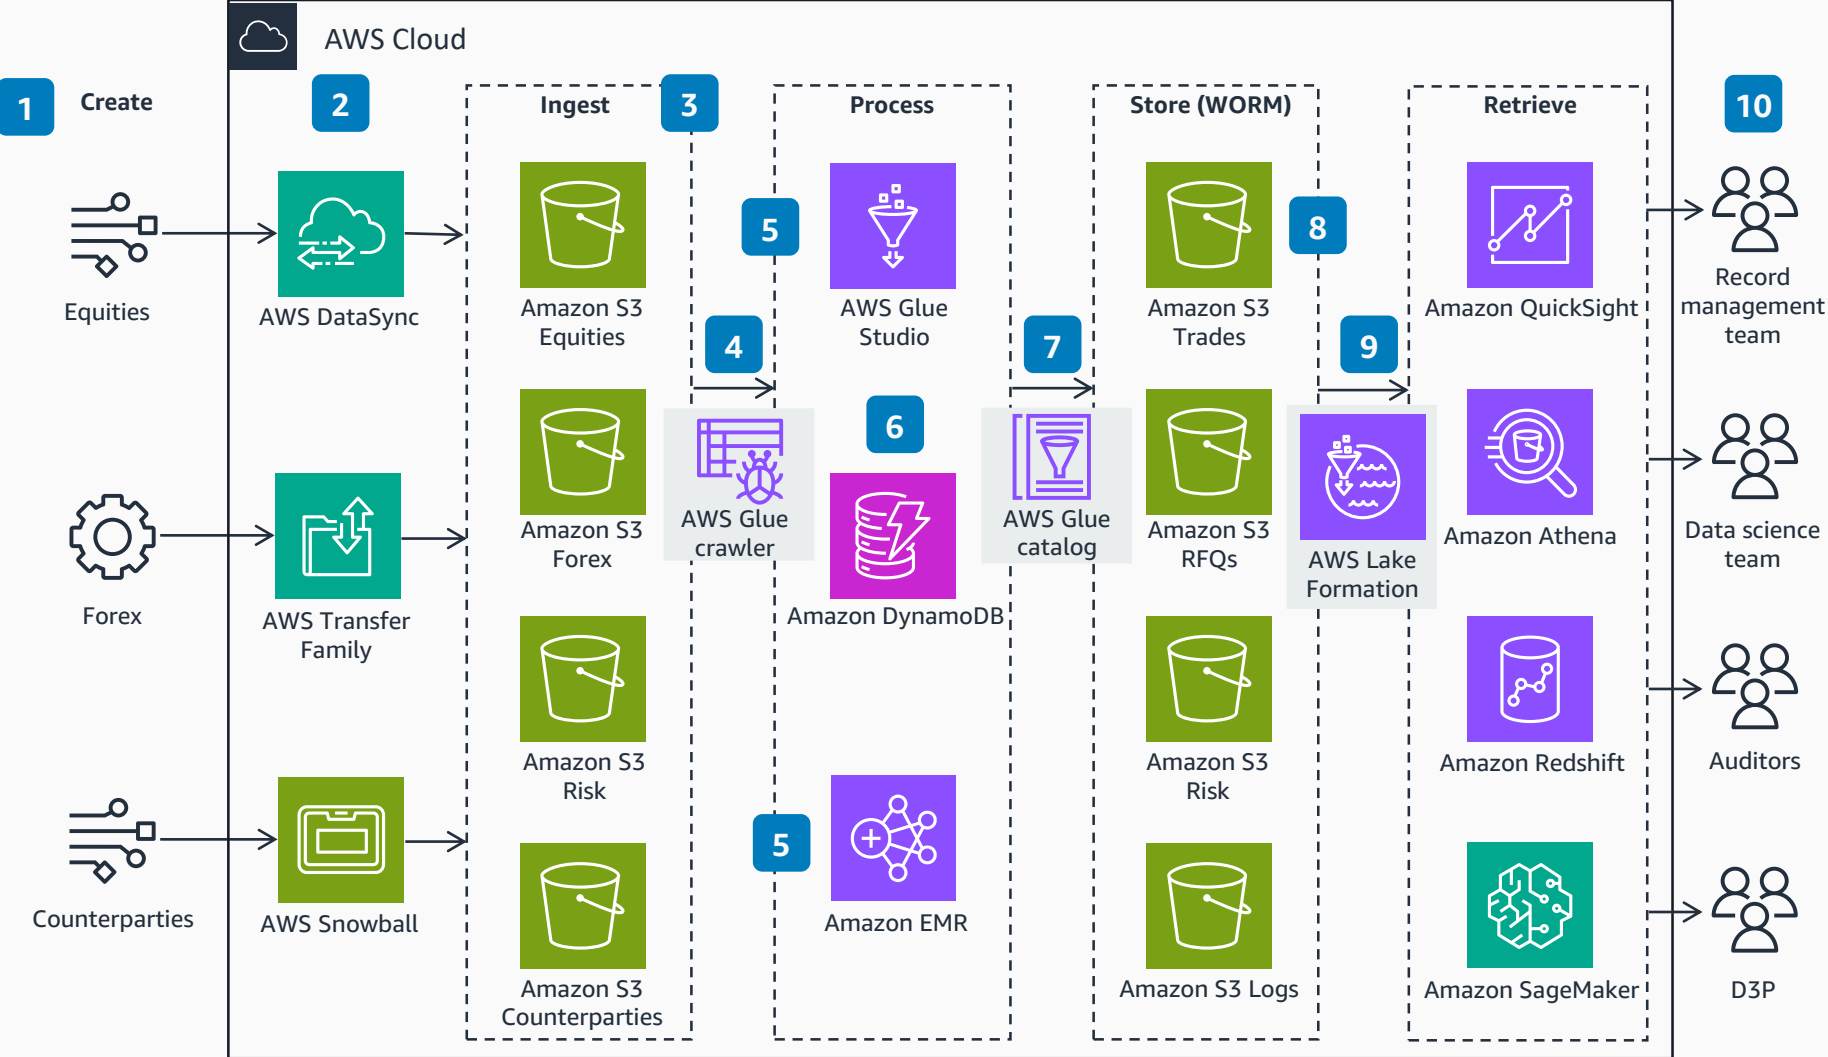 AWS Cloud
1
Create
2
Ingest
3
Process
Store (WORM)
Retrieve
10
Equities
AWS DataSync
Amazon S3
Equities
5
AWS Glue
Studio
Amazon S3
Trades
8
Amazon QuickSight
Record
management
team
4
7
9
6
Forex
AWS Transfer
Family
Amazon S3
Forex
AWS Glue
crawler
Amazon DynamoDB
AWS Glue
catalog
Amazon S3
RFQs
AWS Lake
Formation
Amazon Athena
Data science
team
Amazon S3
Risk
Amazon S3
Risk
Amazon Redshift
Auditors
Counterparties
AWS Snowball
Amazon S3
Counterparties
5
Amazon EMR
Amazon S3 Logs
Amazon SageMaker
D3P